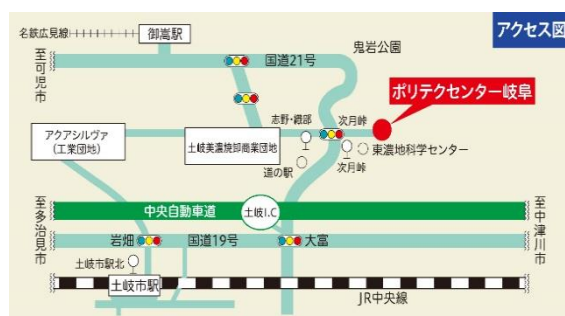 アクセス図
名鉄広見線
御嵩駅
至可児市
国道21号
鬼岩公園
ポリテクセンター岐阜
志野・織部
次月峠
アクアシルヴァ
(工業団地)
土岐美濃焼卸商業団地
道の駅
次月峠
東濃地科学センター
中央自動車道
土岐I.C
至多治見市
至中津川市
岩畑
国道19号
大富
土岐市駅北
土岐市駅
JR中央線